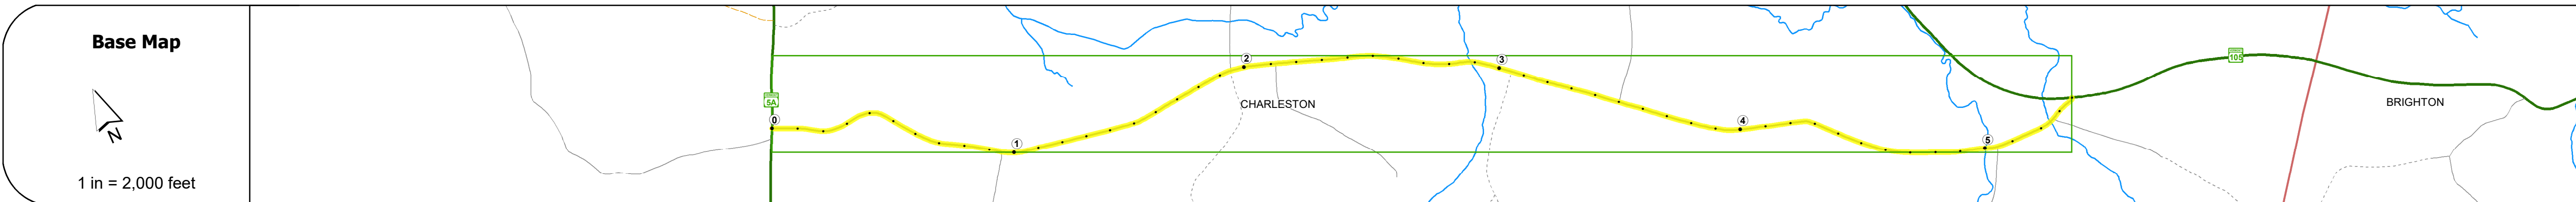 Base Map
N
1 in = 2,000 feet
5A
0
1
2
CHARLESTON
3
4
5
105
BRIGHTON